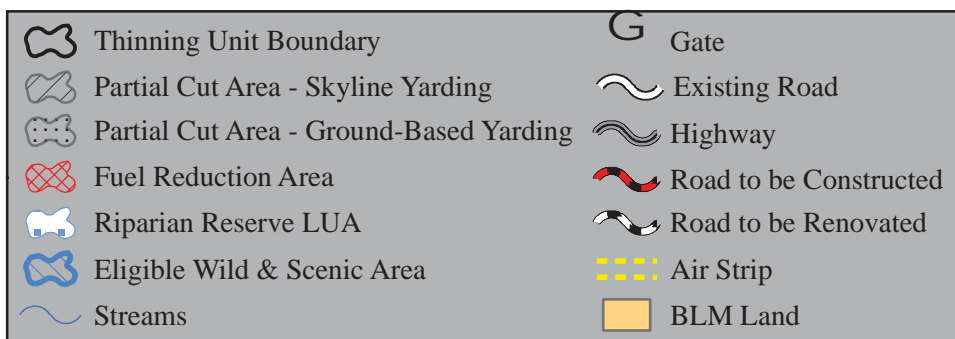 Thinning Unit Boundary
Partial Cut Area - Skyline Yarding
Partial Cut Area - Ground-Based Yarding
Fuel Reduction Area
Riparian Reserve LUA
Eligible Wild & Scenic Area
Streams
G Gate
Existing Road
Highway
Road to be Constructed
Road to be Renovated
Air Strip
BLM Land